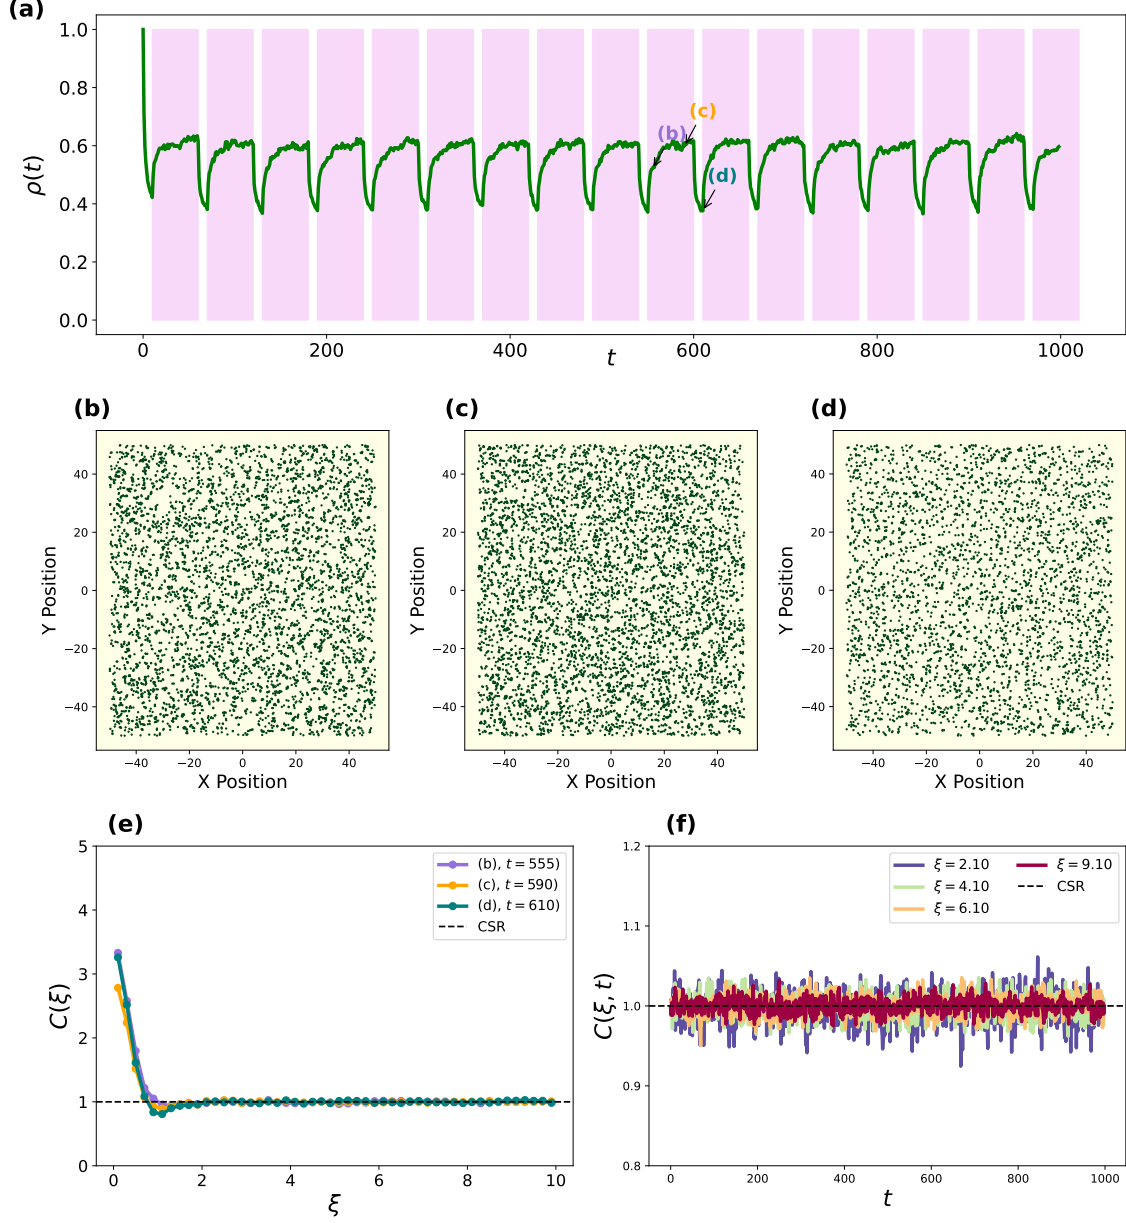 (a)
1.0
0.8
0.6
0.4
0.2
0.0
ρ(t)
(b)
(c)
(d)
0 200 400 600 800 1000
t
(b) (c) (d)
40
20
0
−20
−40
Y Position
−40 −20 0 20 40
X Position
40
20
0
−20
−40
Y Position
−40 −20 0 20 40
X Position
40
20
0
−20
−40
Y Position
−40 −20 0 20 40
X Position
(e)
5
4
3
2
1
0
C(ξ)
(b), t = 555)
(c), t = 590)
(d), t = 610)
CSR
0 2 4 6 8 10
ξ
(f)
1.2
1.1
1.0
0.9
0.8
C(ξ, t)
ξ = 2.10
ξ = 4.10
ξ = 6.10
ξ = 9.10
CSR
0 200 400 600 800 1000
t